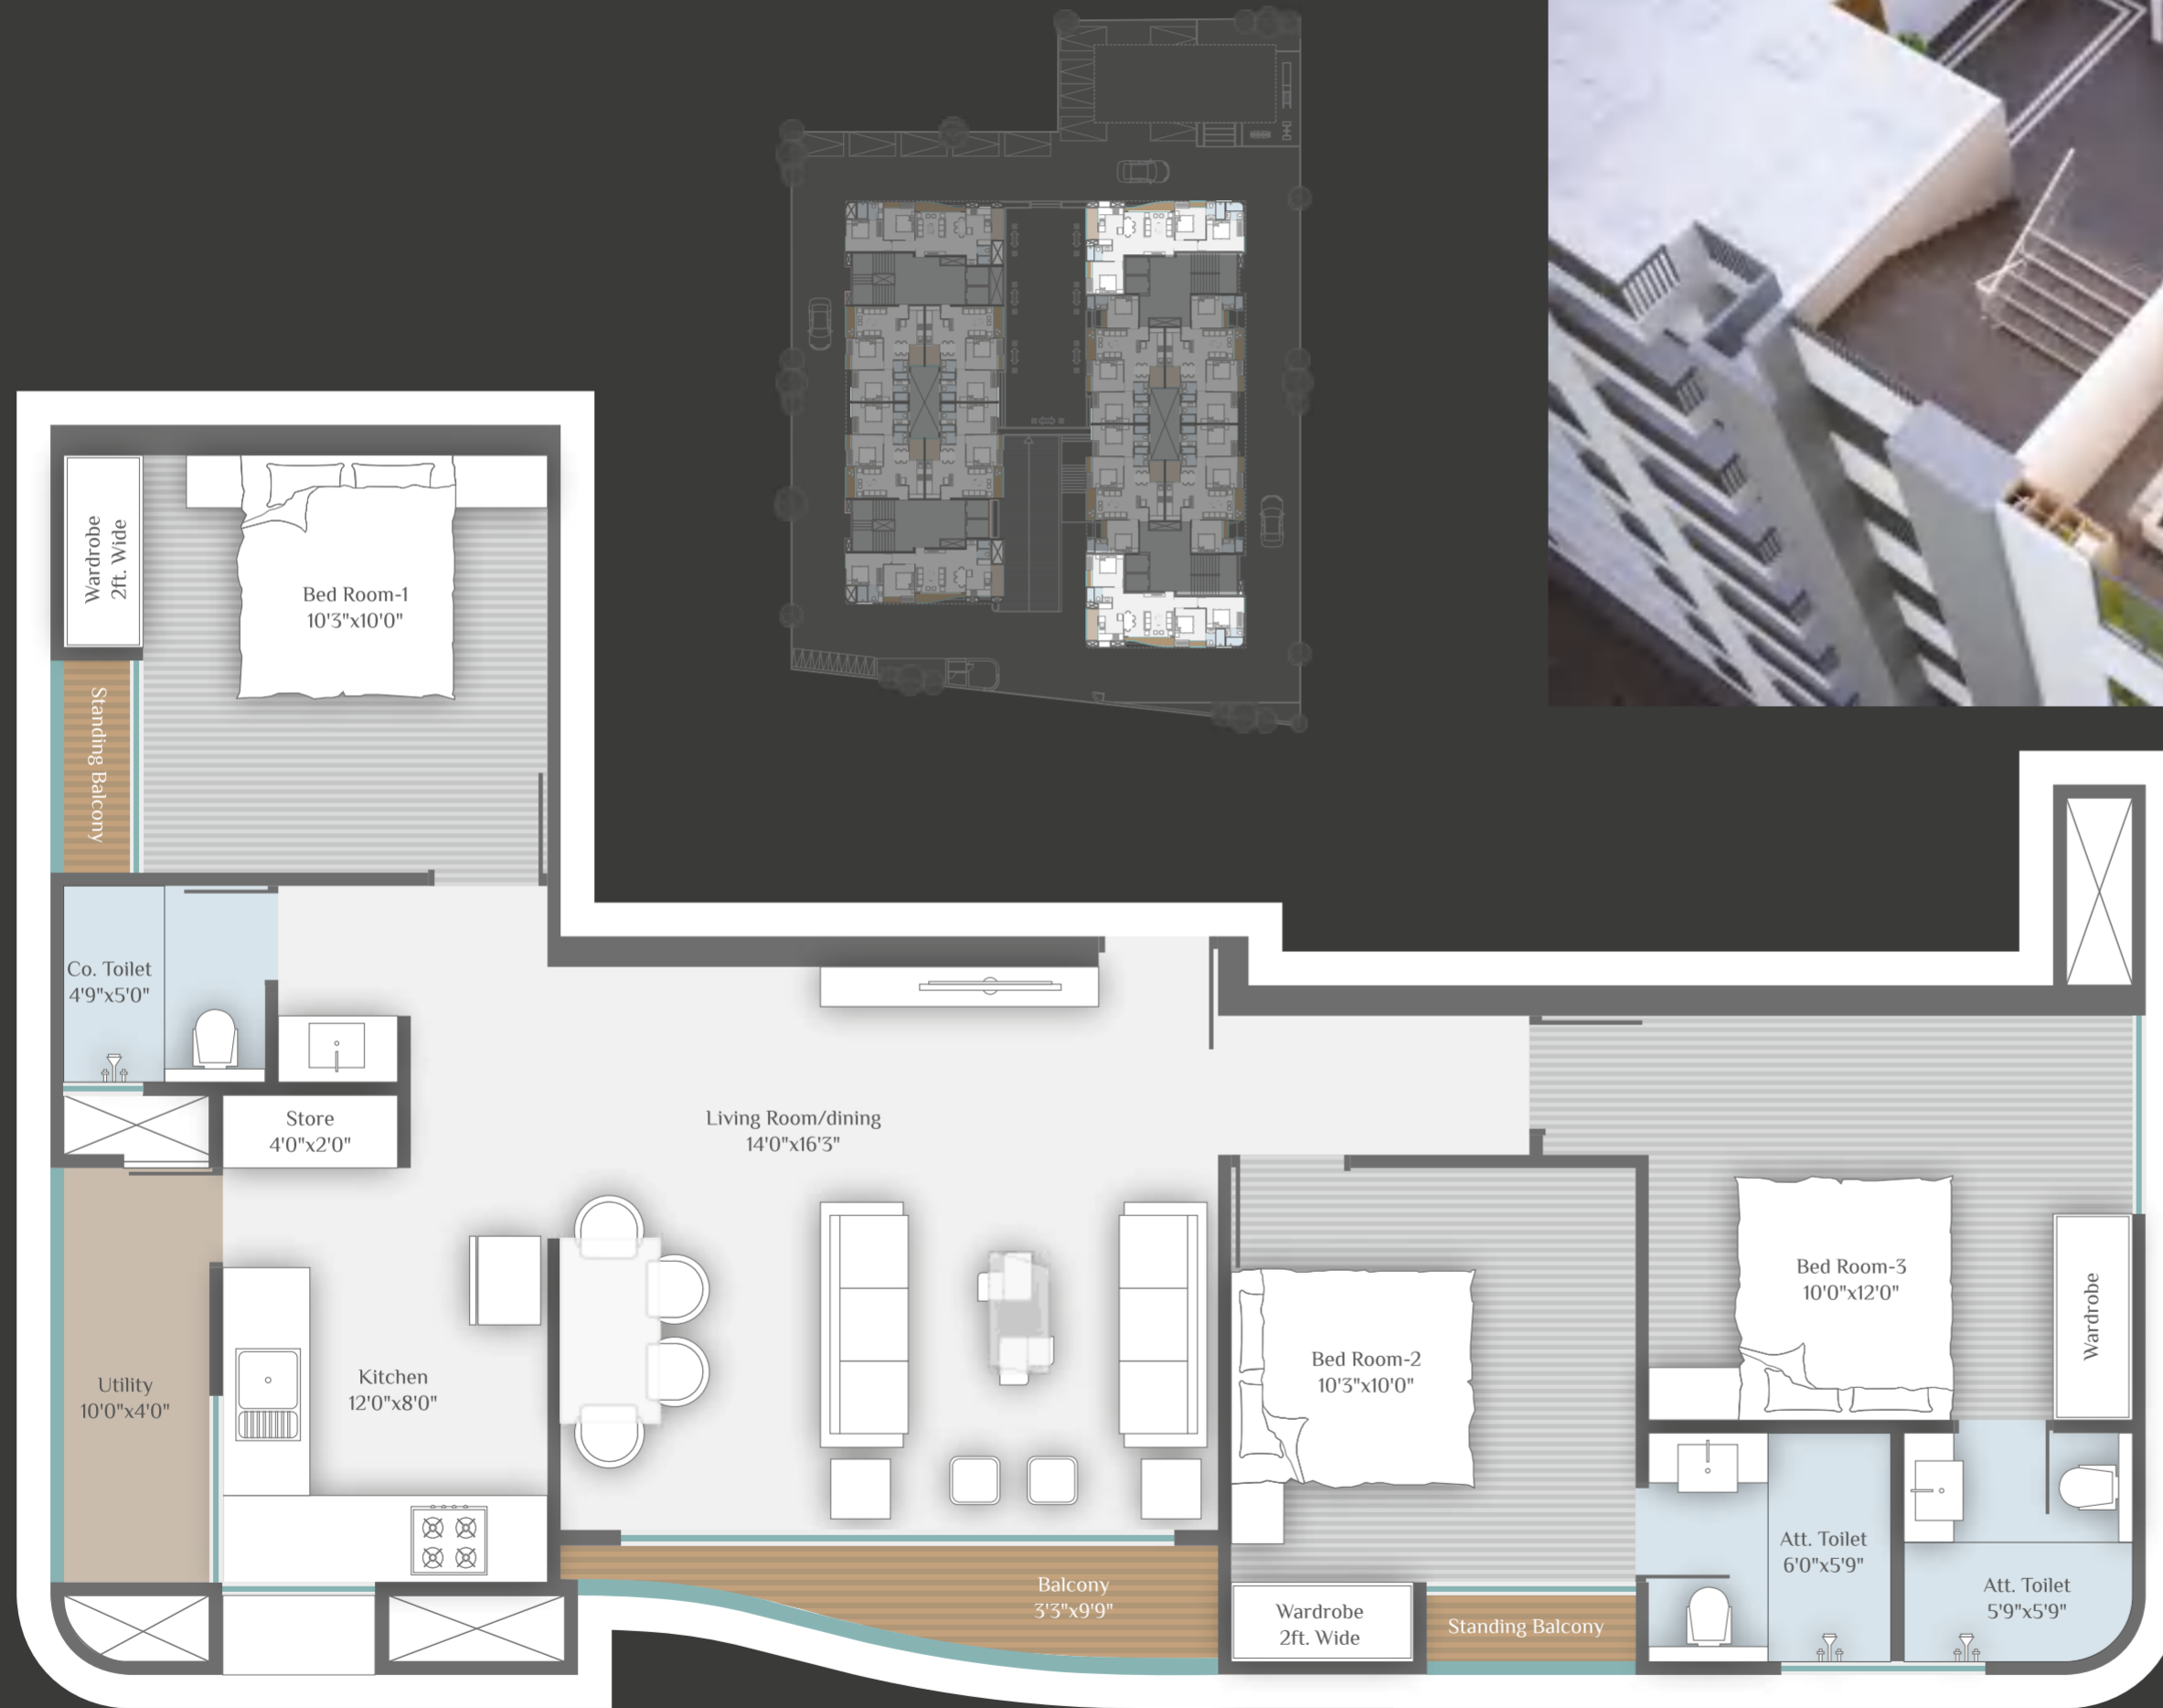 Wardrobe
2ft. Wide
Bed Room-1
10'3"x10'0"
Standing Balcony
Co. Toilet
4'9"x5'0"
Store
4'0"x2'0"
Living Room/dining
14'0"x16'3"
Utility
10'0"x4'0"
Kitchen
12'0"x8'0"
Balcony
3'3"x9'9"
Bed Room-2
10'3"x10'0"
Wardrobe
2ft. Wide
Standing Balcony
Bed Room-3
10'0"x12'0"
Wardrobe
Att. Toilet
6'0"x5'9"
Att. Toilet
5'9"x5'9"